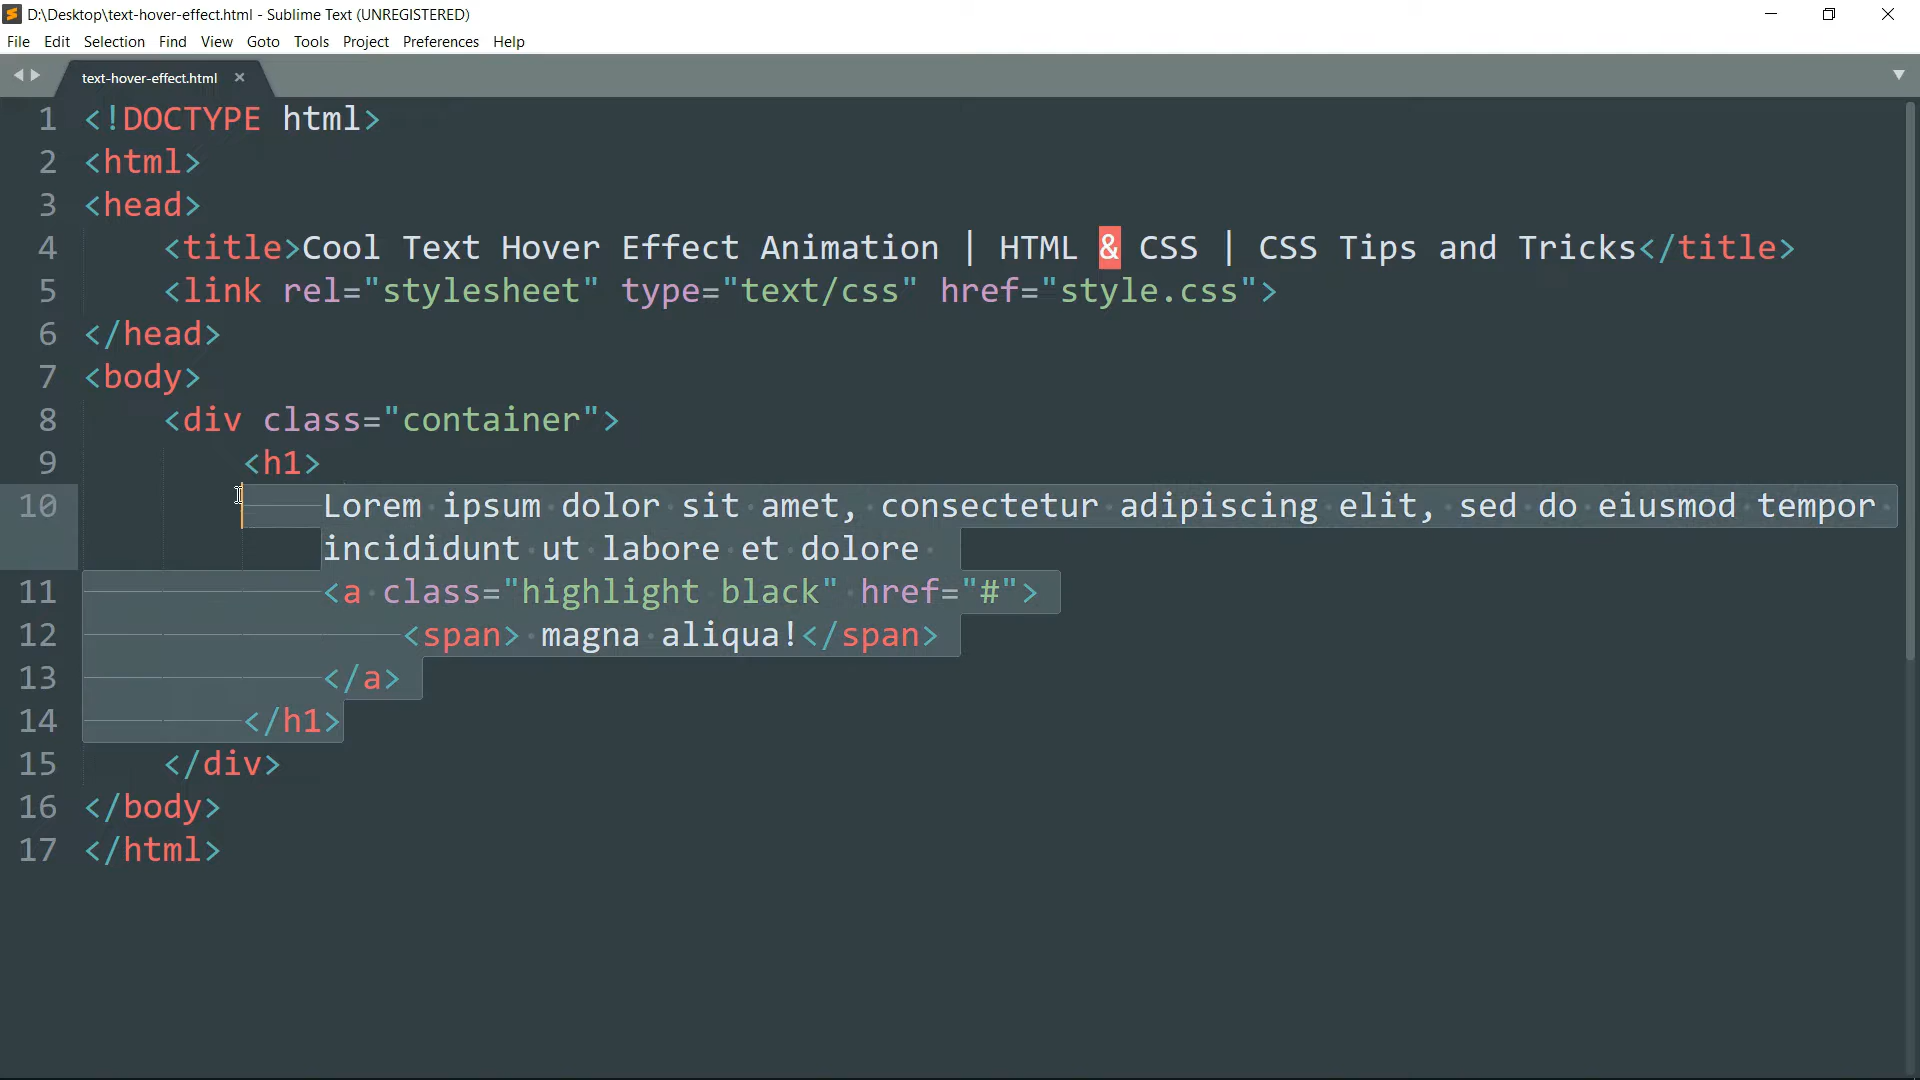 D:\Desktop\text-hover-effect.html - Sublime Text (UNREGISTERED)
File Edit Selection Find View Goto Tools Project Preferences Help
text-hover-effect.html
1 <!DOCTYPE html>
2 <html>
3 <head>
4 <title>Cool Text Hover Effect Animation | HTML & CSS | CSS Tips and Tricks</title>
5 <link rel="stylesheet" type="text/css" href="style.css">
6 </head>
7 <body>
8 <div class="container">
9 <h1>
10 Lorem ipsum dolor sit amet, consectetur adipiscing elit, sed do eiusmod tempor
incididunt ut labore et dolore
11 <a class="highlight black" href="#">
12 <span> magna aliqua!</span>
13 </a>
14 </h1>
15 </div>
16 </body>
17 </html>